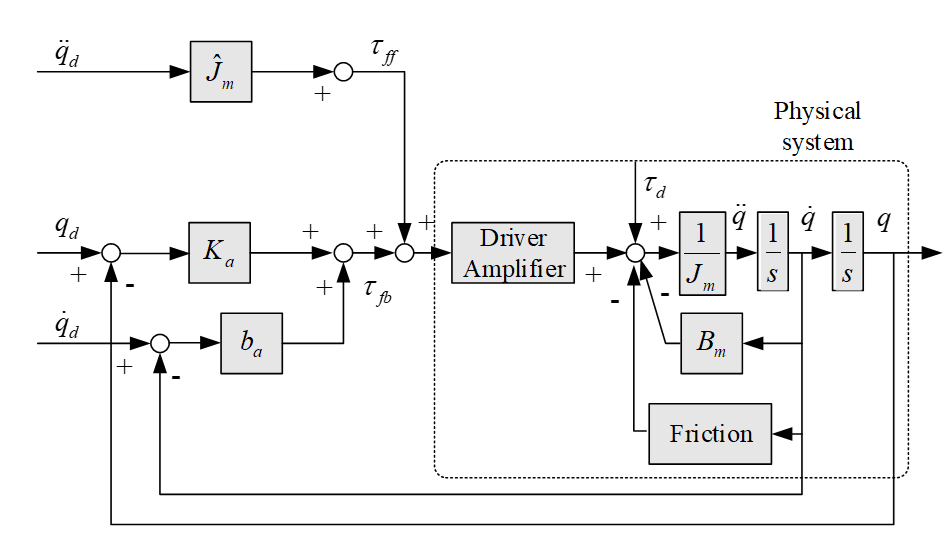 q̈_d
Ĵ_m
+
τ_ff
Physical
system
q_d
+
-
K_a
+
+
+
+
τ_fb
Driver
Amplifier
+
τ_d
+
-
-
1
J_m
q̈
1
s
q̇
1
s
q
q̇_d
+
-
b_a
B_m
Friction